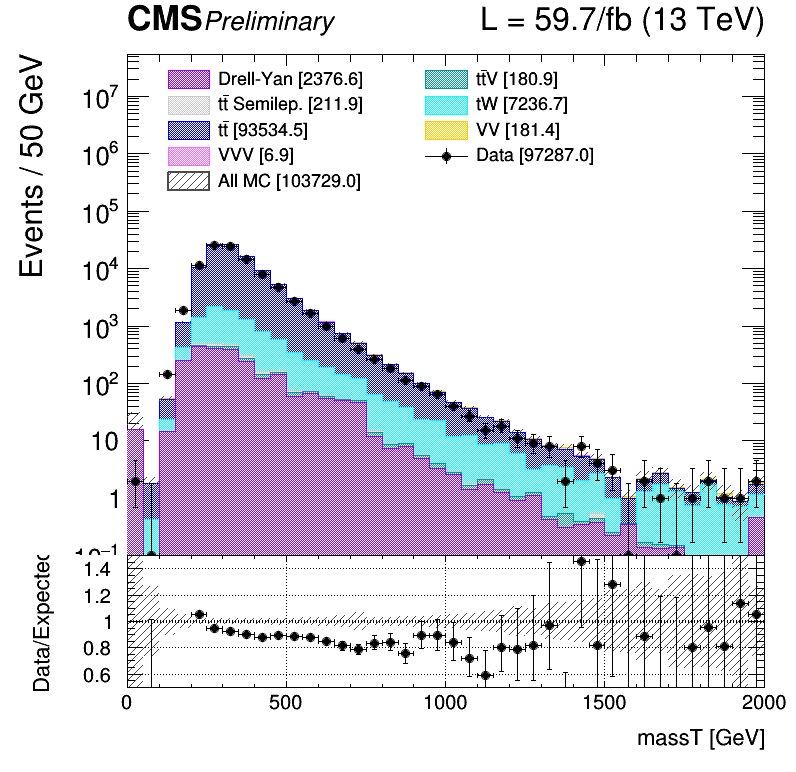 CMS Preliminary L = 59.7/fb (13 TeV)
Events / 50 GeV
Drell-Yan [2376.6]
tt̄ Semilep. [211.9]
tt̄ [93534.5]
VVV [6.9]
All MC [103729.0]
tt̄V [180.9]
tW [7236.7]
VV [181.4]
Data [97287.0]
10⁷
10⁶
10⁵
10⁴
10³
10²
10
1
10⁻¹
Data/Expected
1.4
1.2
1
0.8
0.6
0 500 1000 1500 2000
massT [GeV]